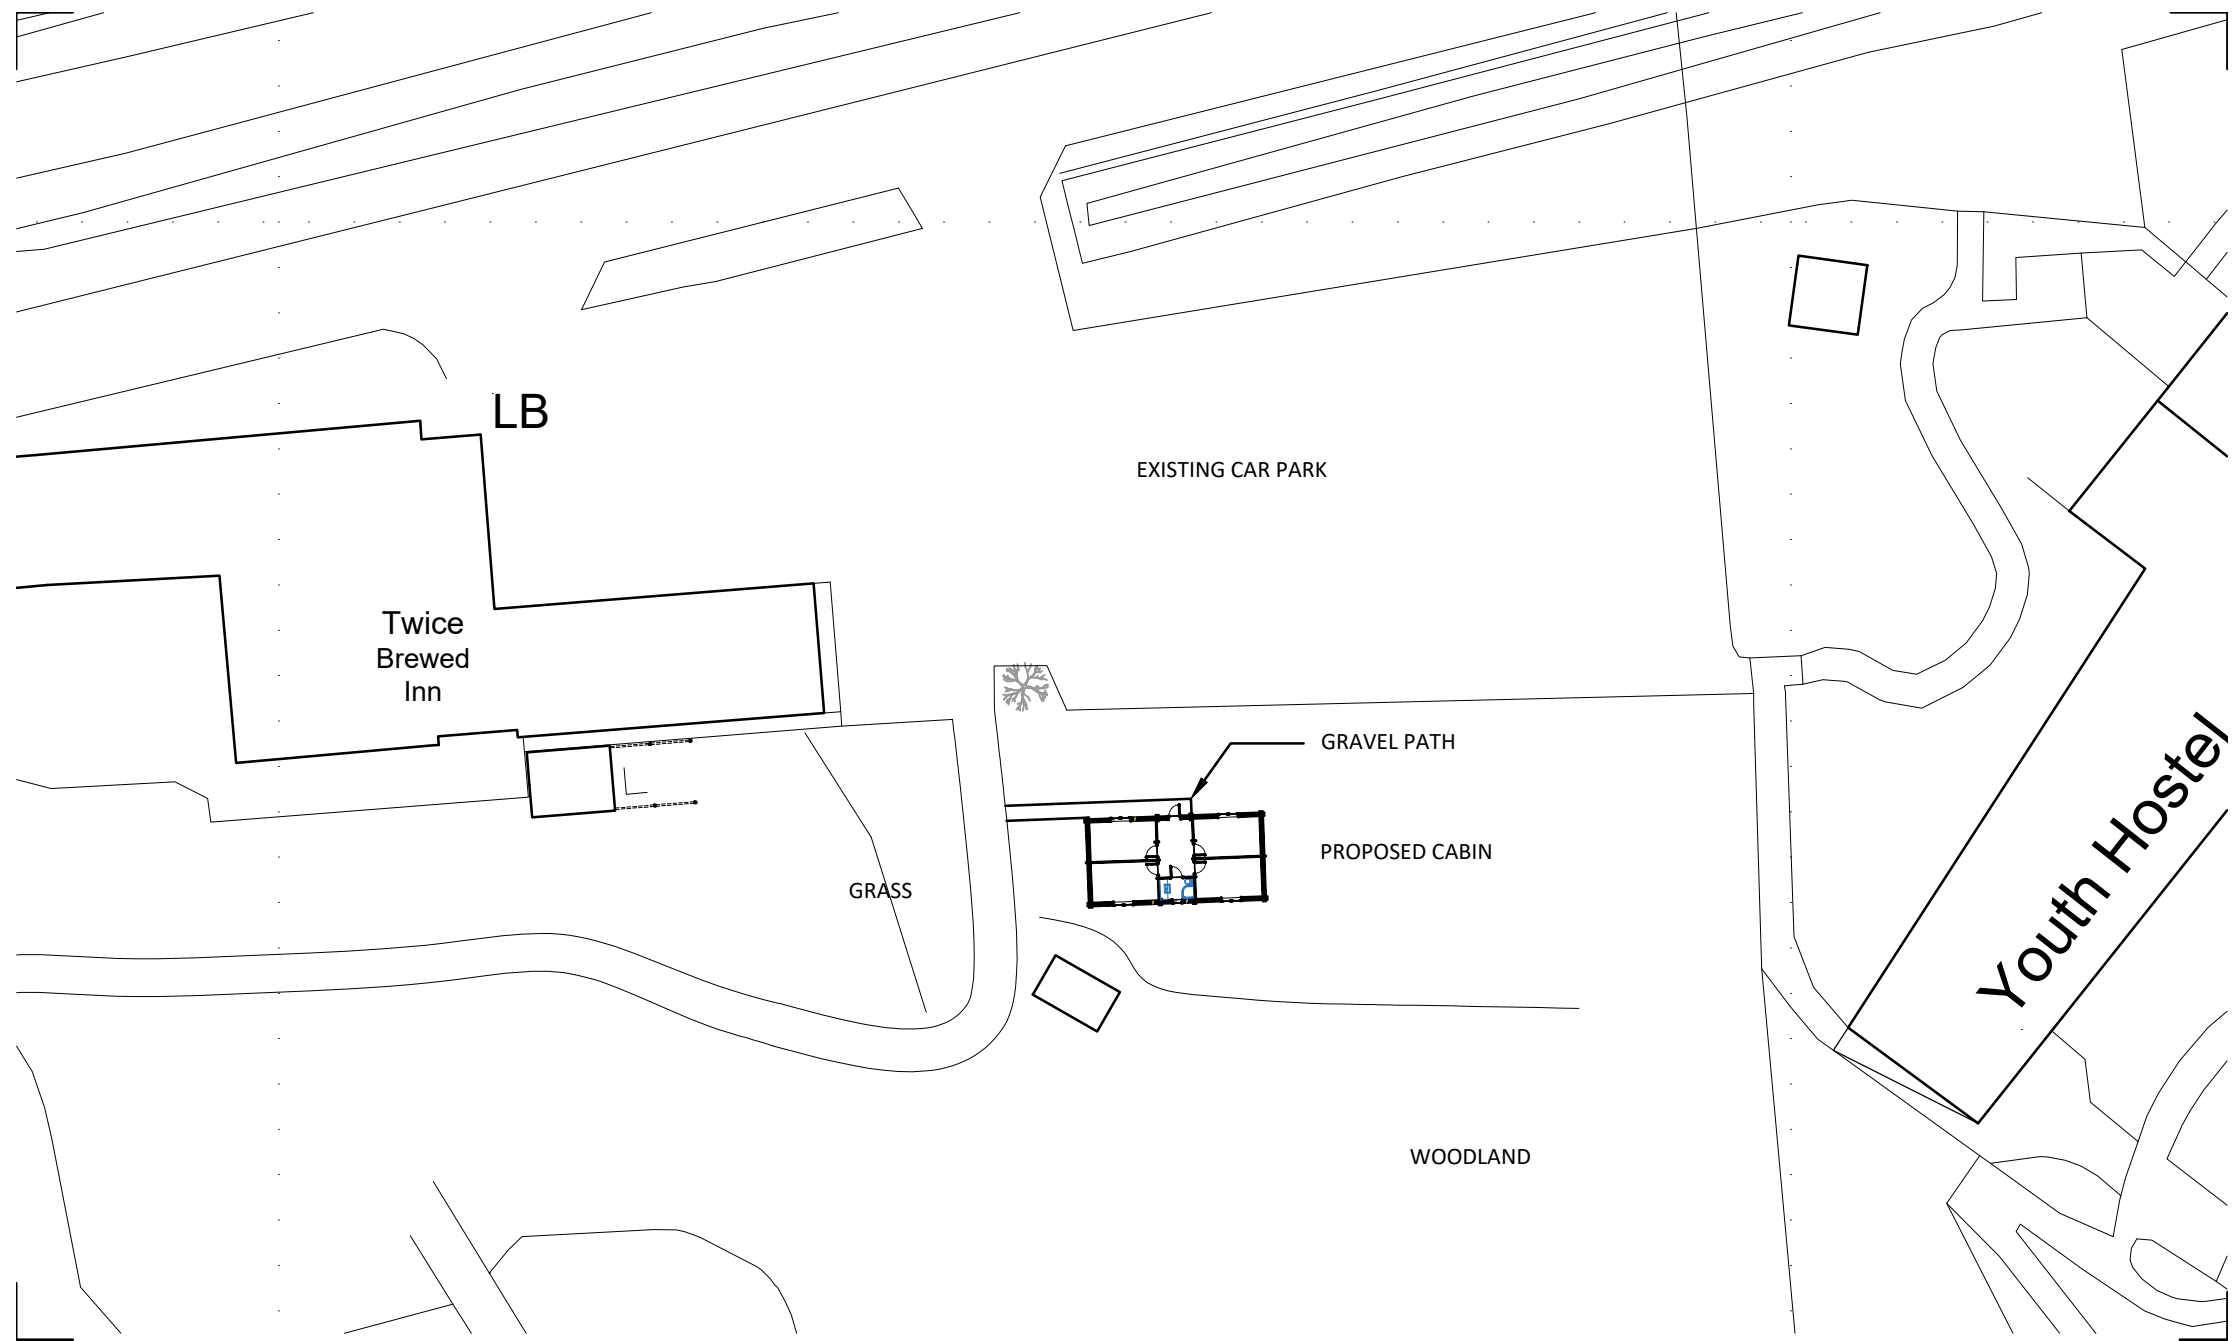 LB
EXISTING CAR PARK
Twice
Brewed
Inn
GRAVEL PATH
PROPOSED CABIN
GRASS
Youth Hostel
WOODLAND